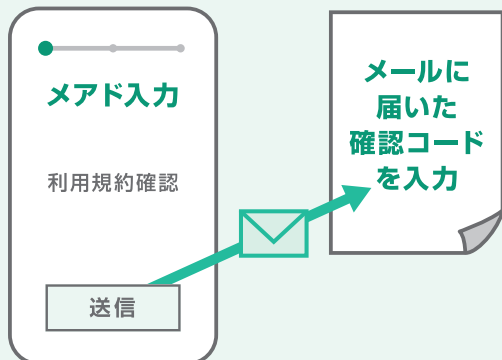 メアド入力
利用規約確認
送信
メールに
届いた
確認コード
を入力